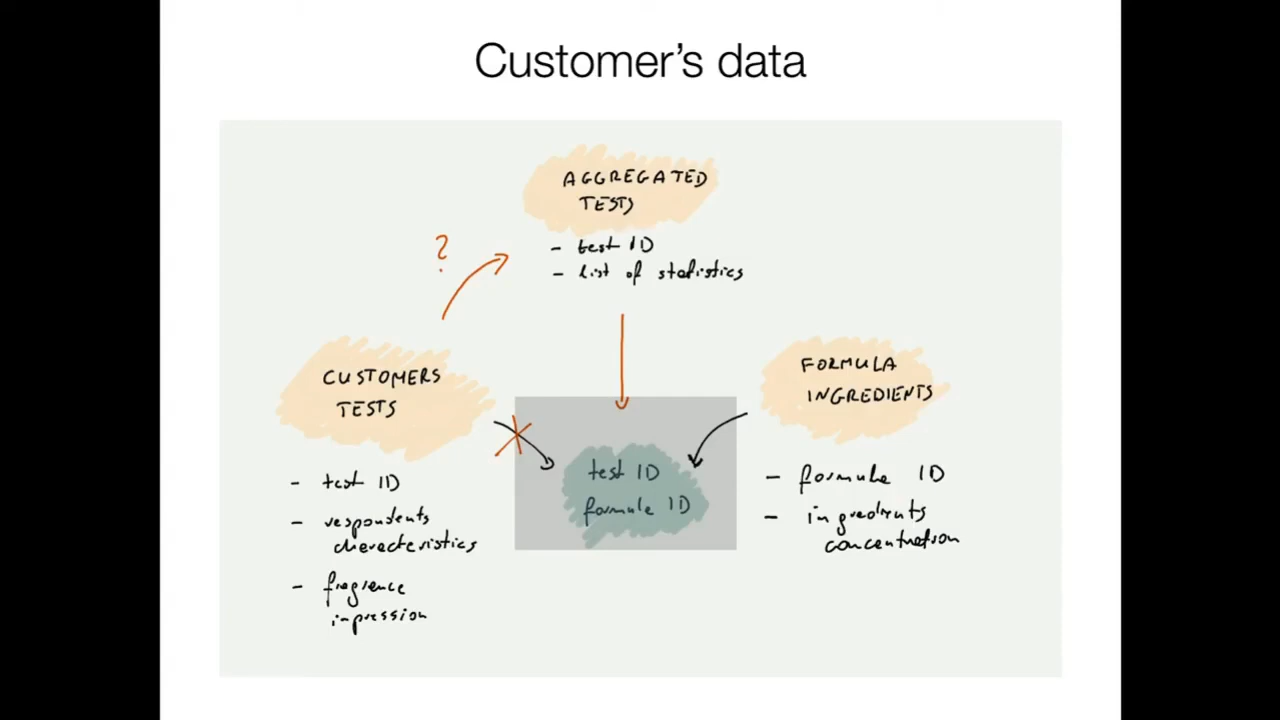 Customer's data
AGGREGATED
TESTS
- test ID
- list of statistics
?
CUSTOMERS
TESTS
- test ID
- respondents
characteristics
- fragrance
impression
test ID
formula ID
FORMULA
INGREDIENTS
- formula ID
- ingredients
concentration